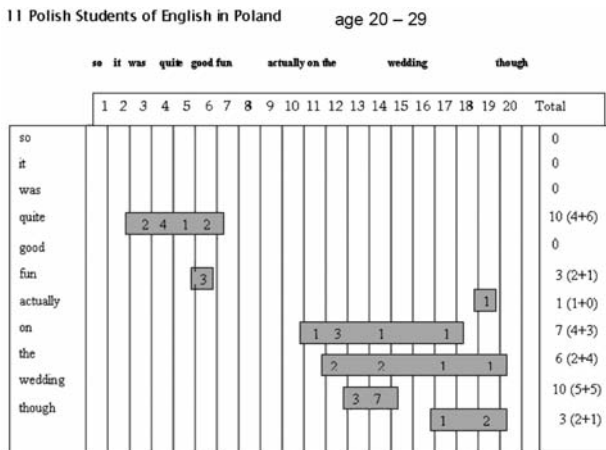 11 Polish Students of English in Poland age 20 – 29
so it was quite good fun actually on the wedding though
1 2 3 4 5 6 7 8 9 10 11 12 13 14 15 16 17 18 19 20 Total
so 0
it 0
was 0
quite 2 4 1 2 10 (4+6)
good 0
fun 3 3 (2+1)
actually 1 1 (1+0)
on 1 3 1 1 7 (4+3)
the 2 2 1 1 6 (2+4)
wedding 3 7 10 (5+5)
though 1 2 3 (2+1)